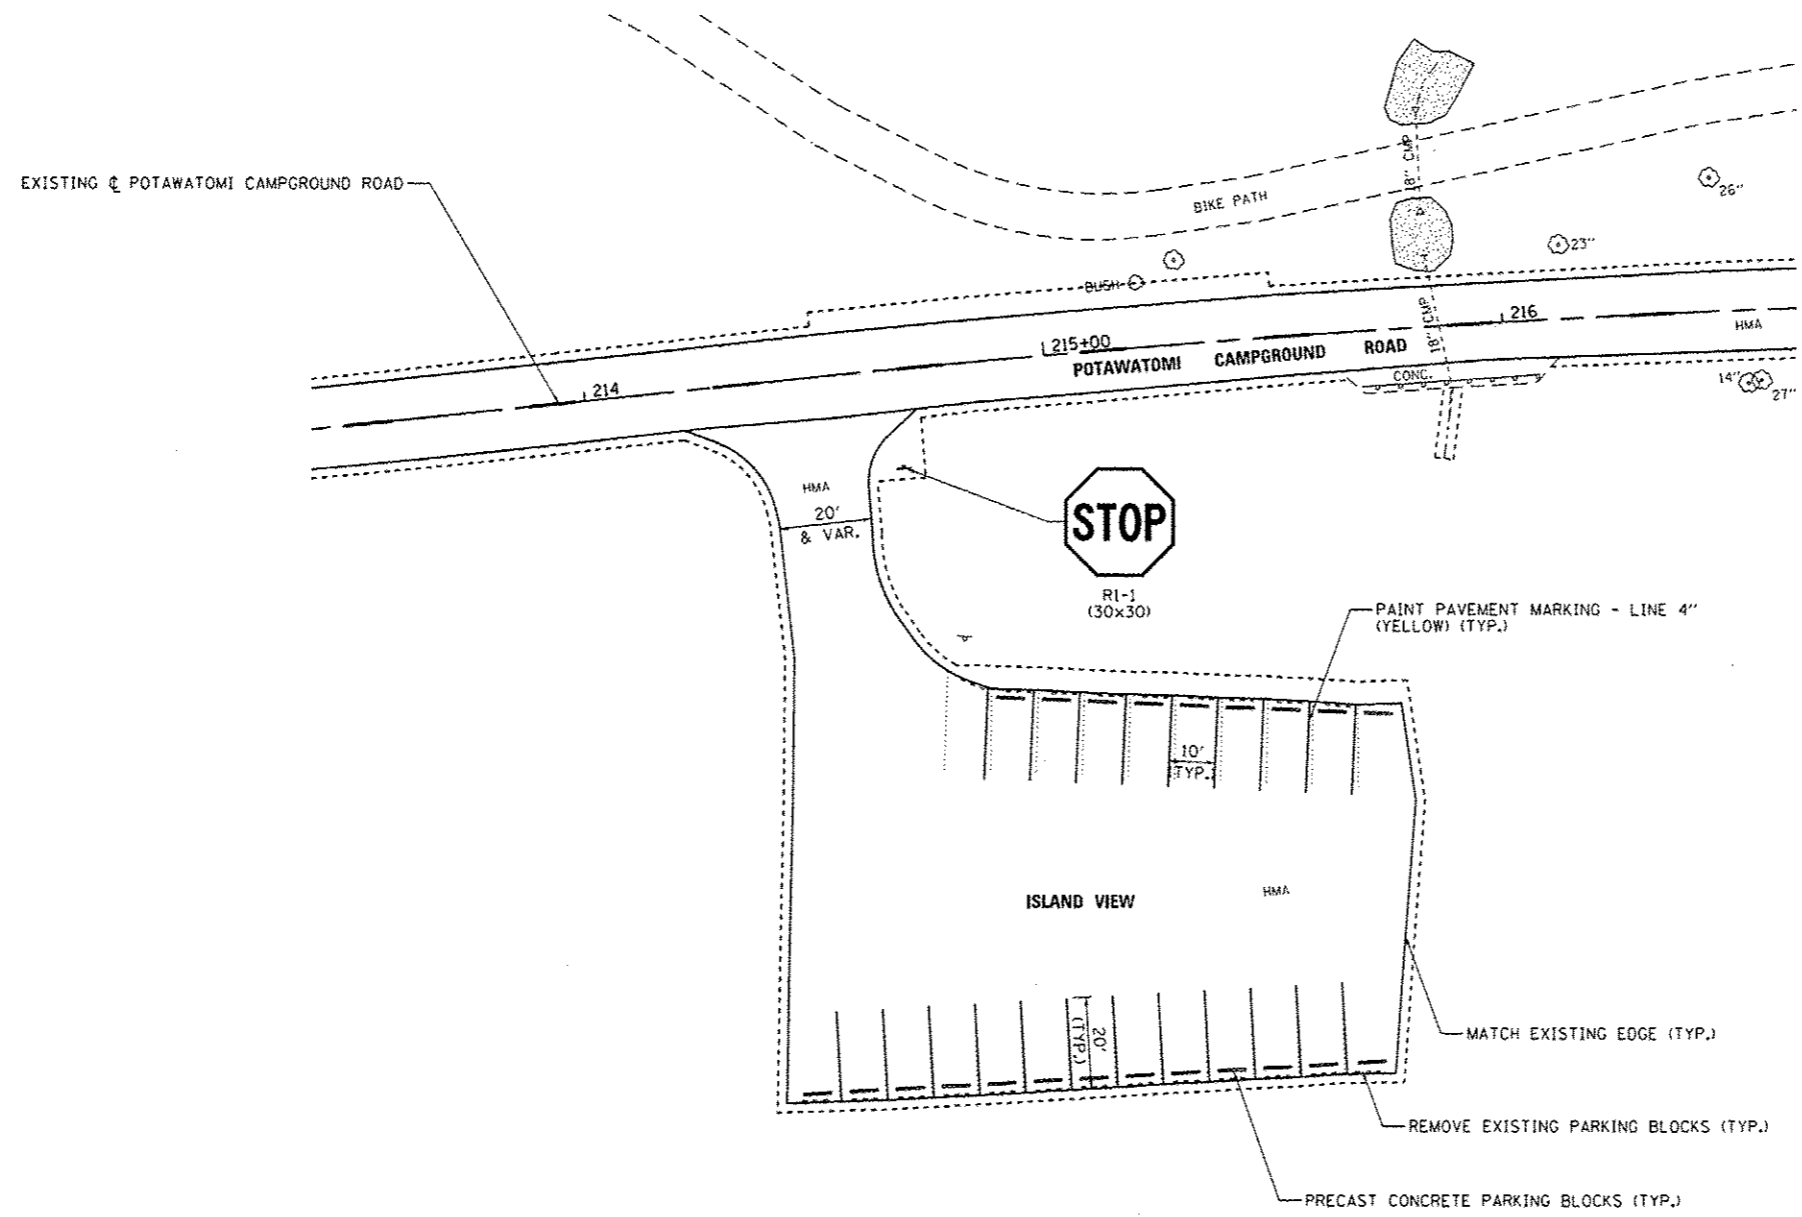 EXISTING ℄ POTAWATOMI CAMPGROUND ROAD
18" CMP
BIKE PATH
26"
23"
BUSH
216
HMA
18" CMP
215+00
POTAWATOMI CAMPGROUND ROAD
CONC.
14"
27"
214
HMA
20'
& VAR.
STOP
R1-1
(30x30)
PAINT PAVEMENT MARKING - LINE 4"
(YELLOW) (TYP.)
10'
(TYP.)
ISLAND VIEW
HMA
20'
(TYP.)
MATCH EXISTING EDGE (TYP.)
REMOVE EXISTING PARKING BLOCKS (TYP.)
PRECAST CONCRETE PARKING BLOCKS (TYP.)